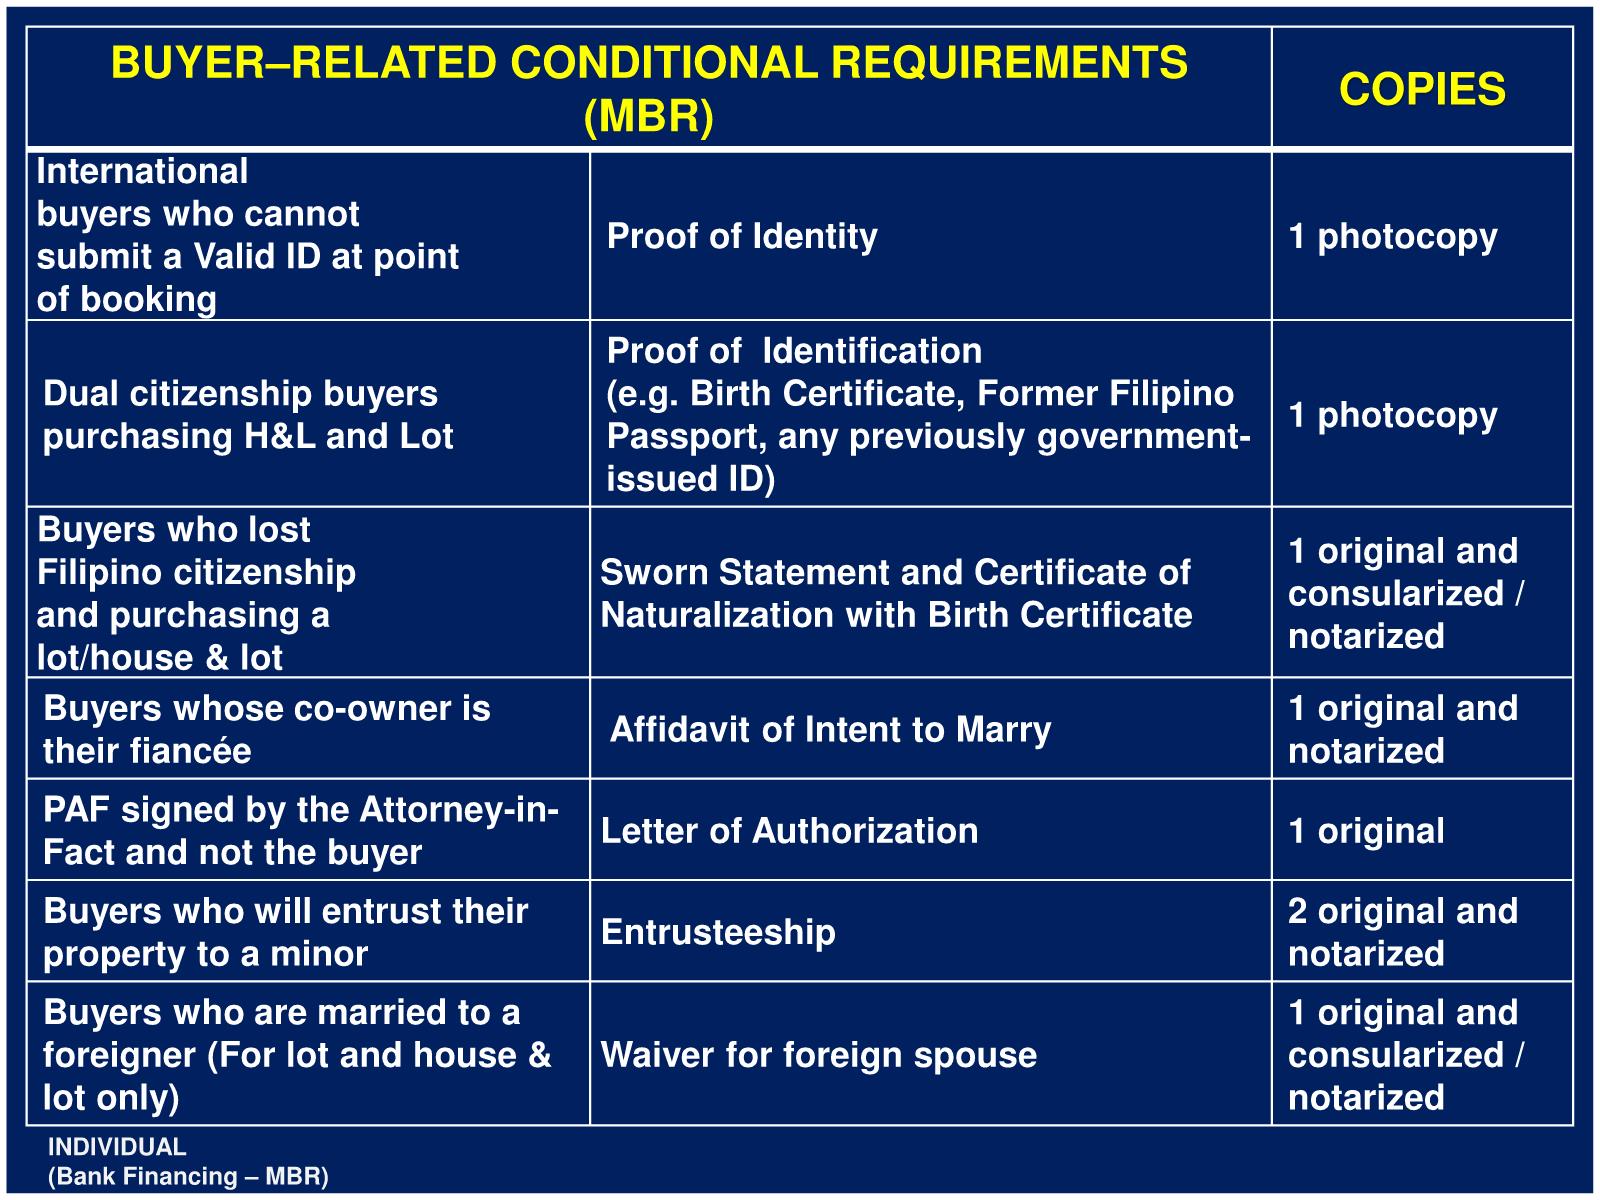 BUYER–RELATED CONDITIONAL REQUIREMENTS
(MBR)
COPIES
International
buyers who cannot
submit a Valid ID at point
of booking
Proof of Identity
1 photocopy
Dual citizenship buyers
purchasing H&L and Lot
Proof of  Identification
(e.g. Birth Certificate, Former Filipino
Passport, any previously government-
issued ID)
1 photocopy
Buyers who lost
Filipino citizenship
and purchasing a
lot/house & lot
Sworn Statement and Certificate of
Naturalization with Birth Certificate
1 original and
consularized /
notarized
Buyers whose co-owner is
their fiancée
Affidavit of Intent to Marry
1 original and
notarized
PAF signed by the Attorney-in-
Fact and not the buyer
Letter of Authorization
1 original
Buyers who will entrust their
property to a minor
Entrusteeship
2 original and
notarized
Buyers who are married to a
foreigner (For lot and house &
lot only)
Waiver for foreign spouse
1 original and
consularized /
notarized
INDIVIDUAL
(Bank Financing – MBR)